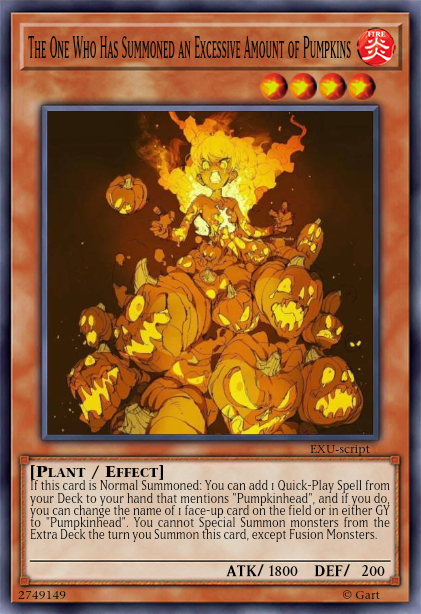 The One Who Has Summoned an Excessive Amount of Pumpkins
FIRE
炎
EXU-script
[Plant / Effect]
If this card is Normal Summoned: You can add 1 Quick-Play Spell from
your Deck to your hand that mentions "Pumpkinhead", and if you do,
you can change the name of 1 face-up card on the field or in either GY
to "Pumpkinhead". You cannot Special Summon monsters from the
Extra Deck the turn you Summon this card, except Fusion Monsters.
ATK/ 1800 DEF/ 200
2749149 © Gart